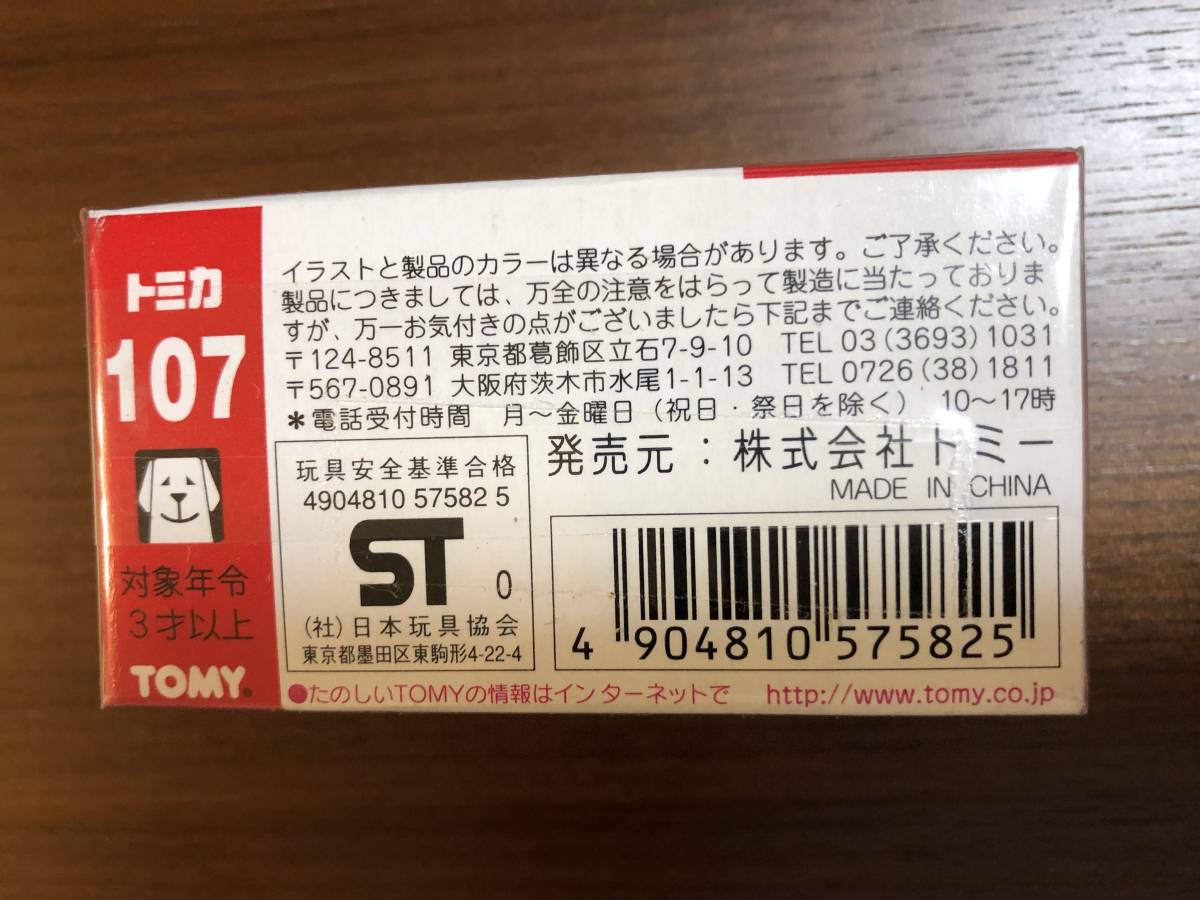 トミカ
107
対象年令
3才以上
TOMY
イラストと製品のカラーは異なる場合があります。ご了承ください。
製品につきましては、万全の注意をはらって製造に当たっておりま
すが、万一お気付きの点がございましたら下記までご連絡ください。
〒124-8511 東京都葛飾区立石7-9-10 TEL 03(3693)1031
〒567-0891 大阪府茨木市水尾1-1-13 TEL 0726(38)1811
*電話受付時間 月～金曜日(祝日・祭日を除く) 10～17時
発売元:株式会社トミー
MADE IN CHINA
玩具安全基準合格
4904810 57582 5
ST 0
(社)日本玩具協会
東京都墨田区東駒形4-22-4
4 904810 575825
●たのしいTOMYの情報はインターネットで http://www.tomy.co.jp